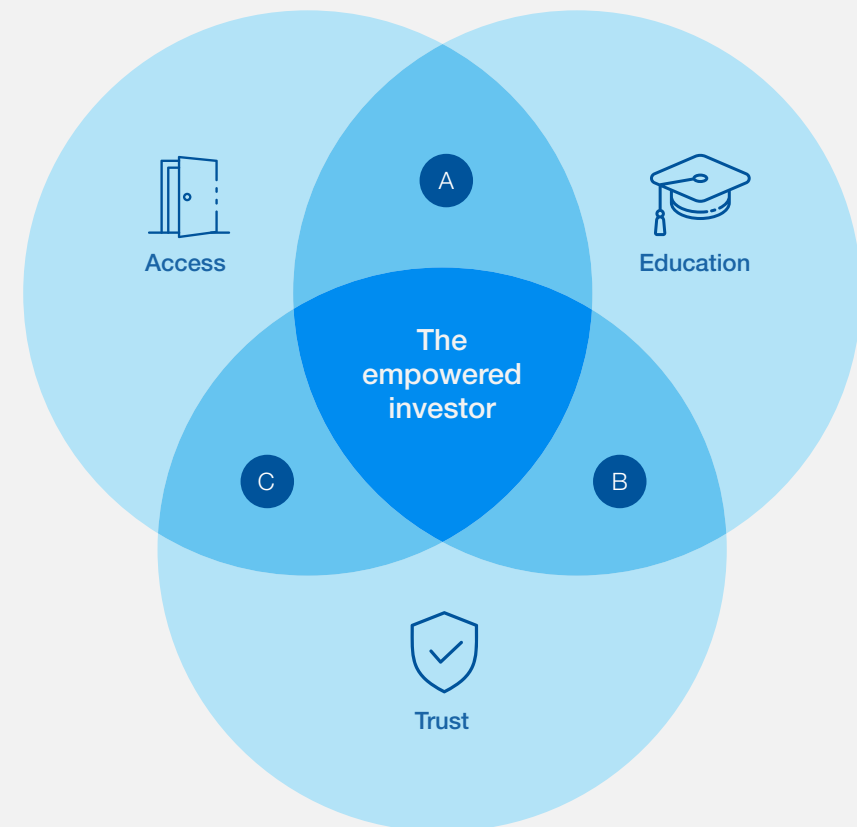 A
Access
Education
The
empowered
investor
C
B
Trust